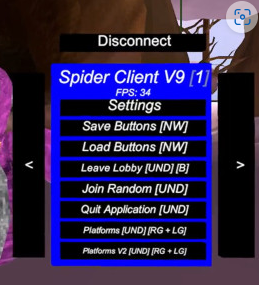 Disconnect
Spider Client V9 [1]
FPS: 34
Settings
Save Buttons [NW]
Load Buttons [NW]
Leave Lobby [UND] [B]
< Join Random [UND] >
Quit Application [UND]
Platforms [UND] [RG + LG]
Platforms V2 [UND] [RG + LG]